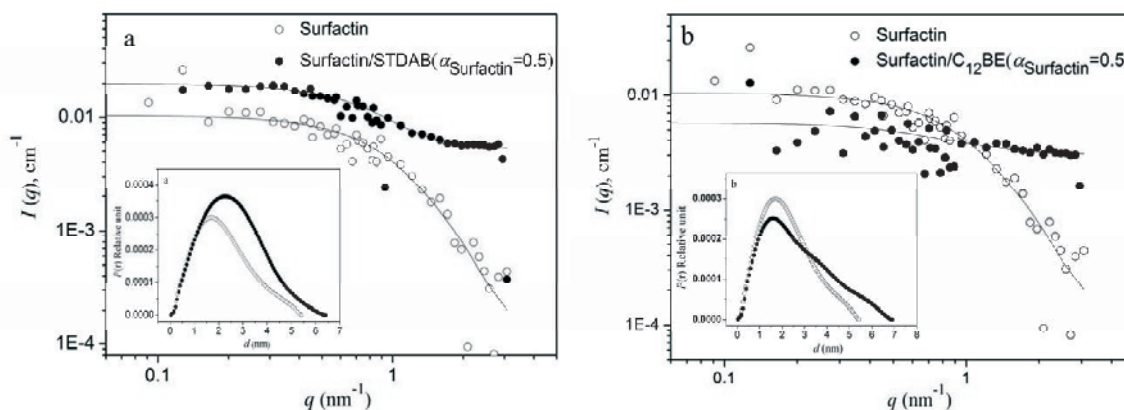 a
Surfactin
Surfactin/STDAB(αSurfactin=0.5)
I (q), cm⁻¹
0.01
1E-3
1E-4
0.1
1
q (nm⁻¹)
a
P(r) Relative unit
0.0004
0.0003
0.0002
0.0001
0.0000
0 1 2 3 4 5 6 7
d (nm)
b
Surfactin
Surfactin/C₁₂BE(αSurfactin=0.5
I (q), cm⁻¹
0.01
1E-3
1E-4
0.1
1
q (nm⁻¹)
b
P(r) Relative unit
0.0003
0.0002
0.0001
0.0000
0 1 2 3 4 5 6 7 8
d (nm)